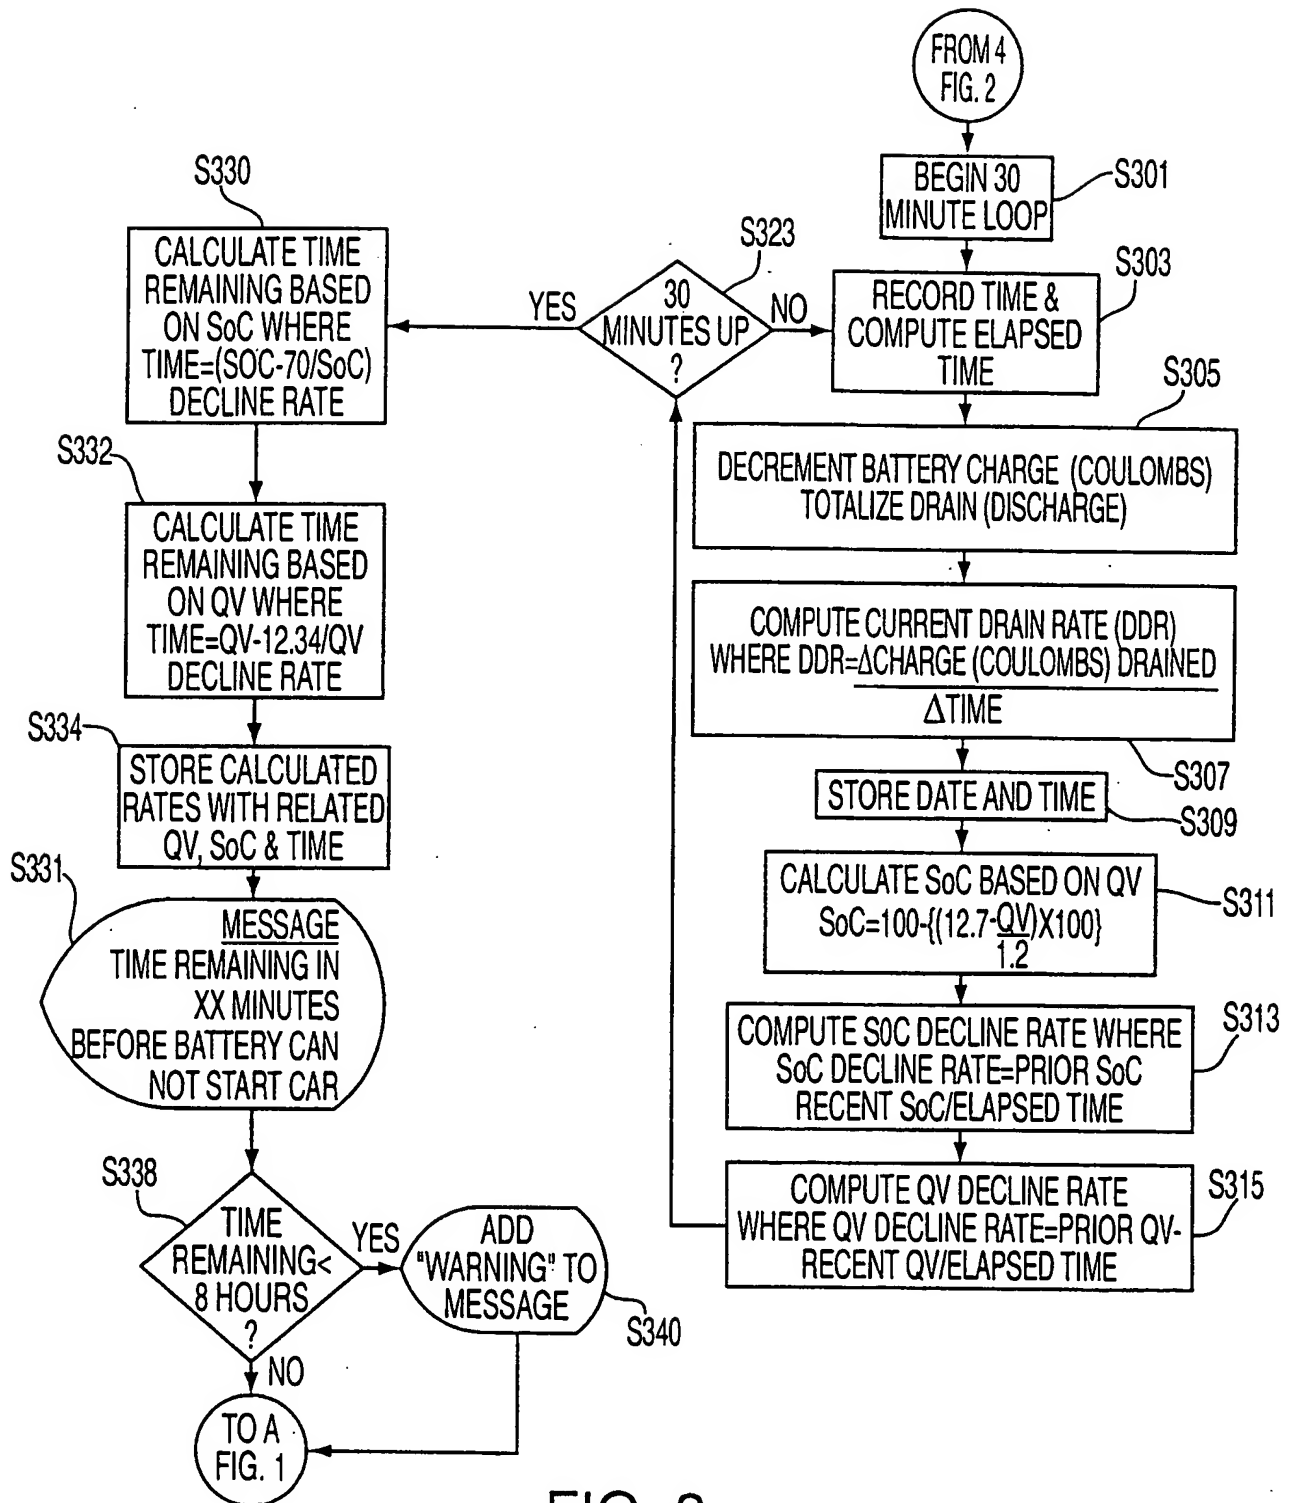 FROM 4
FIG. 2
BEGIN 30
MINUTE LOOP
S301
RECORD TIME &
COMPUTE ELAPSED
TIME
S303
DECREMENT BATTERY CHARGE (COULOMBS)
TOTALIZE DRAIN (DISCHARGE)
S305
COMPUTE CURRENT DRAIN RATE (DDR)
WHERE DDR=ΔCHARGE (COULOMBS) DRAINED
ΔTIME
S307
STORE DATE AND TIME
S309
CALCULATE SoC BASED ON QV
SoC=100-{(12.7-QV)X100}
1.2
S311
COMPUTE SOC DECLINE RATE WHERE
SoC DECLINE RATE=PRIOR SoC
RECENT SoC/ELAPSED TIME
S313
COMPUTE QV DECLINE RATE
WHERE QV DECLINE RATE=PRIOR QV-
RECENT QV/ELAPSED TIME
S315
S323
30
MINUTES UP
?
NO
YES
S330
CALCULATE TIME
REMAINING BASED
ON SoC WHERE
TIME=(SOC-70/SoC)
DECLINE RATE
S332
CALCULATE TIME
REMAINING BASED
ON QV WHERE
TIME=QV-12.34/QV
DECLINE RATE
S334
STORE CALCULATED
RATES WITH RELATED
QV, SoC & TIME
S331
MESSAGE
TIME REMAINING IN
XX MINUTES
BEFORE BATTERY CAN
NOT START CAR
S338
TIME
REMAINING<
8 HOURS
?
YES
NO
ADD
"WARNING" TO
MESSAGE
S340
TO A
FIG. 1